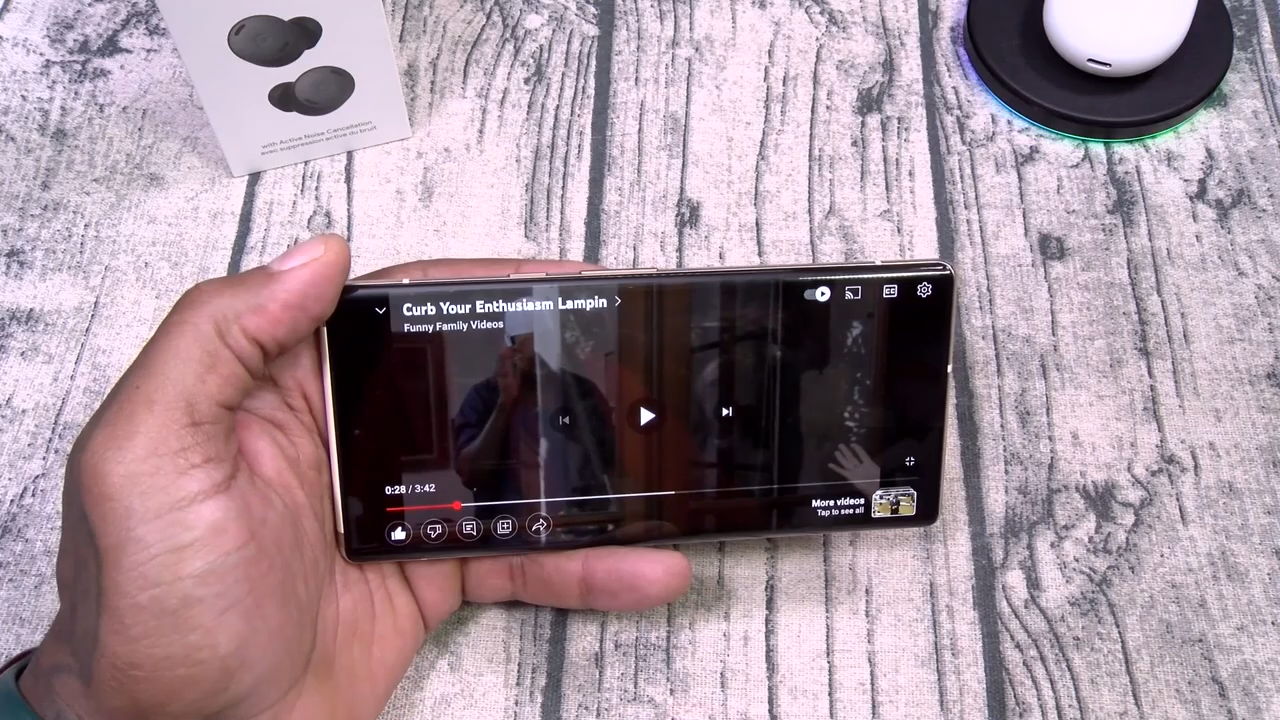 with Active Noise Cancellation
avec suppression active du bruit
Curb Your Enthusiasm Lampin
Funny Family Videos
CC
0:28 / 3:42
More videos
Tap to see all